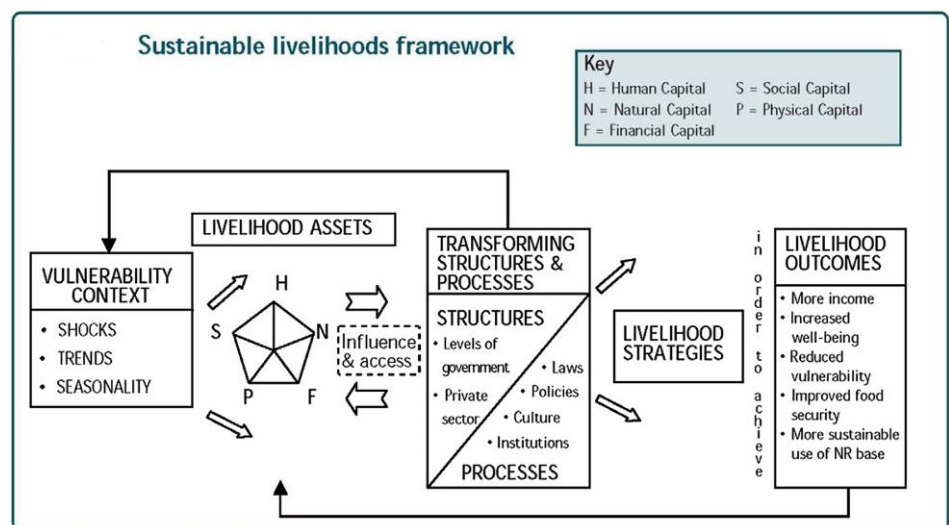 Sustainable livelihoods framework
Key
H = Human Capital S = Social Capital
N = Natural Capital P = Physical Capital
F = Financial Capital
LIVELIHOOD ASSETS
VULNERABILITY
CONTEXT
• SHOCKS
• TRENDS
• SEASONALITY
H
S
N
P
F
Influence
& access
TRANSFORMING
STRUCTURES &
PROCESSES
STRUCTURES
• Levels of
government
• Private
sector
• Laws
• Policies
• Culture
• Institutions
PROCESSES
LIVELIHOOD
STRATEGIES
in order to achieve
LIVELIHOOD
OUTCOMES
• More income
• Increased
well-being
• Reduced
vulnerability
• Improved food
security
• More sustainable
use of NR base